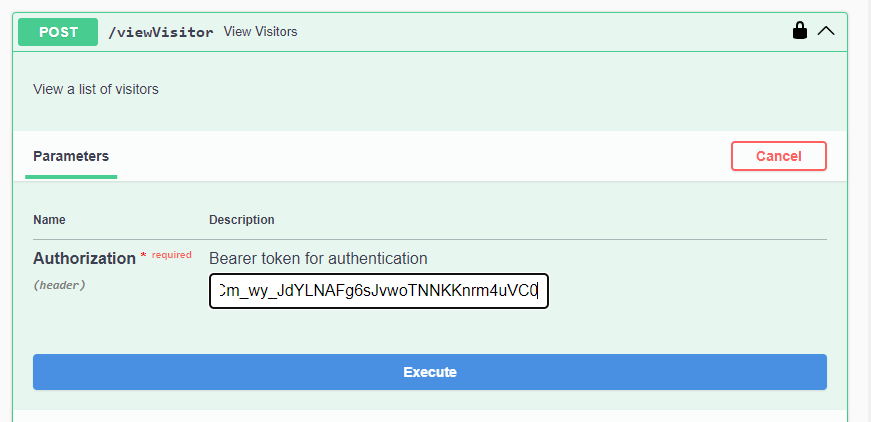 POST /viewVisitor View Visitors
View a list of visitors
Parameters Cancel
Name Description
Authorization * required Bearer token for authentication
(header) Cm_wy_JdYLNAFg6sJvwoTNNKKnrm4uVC0
Execute